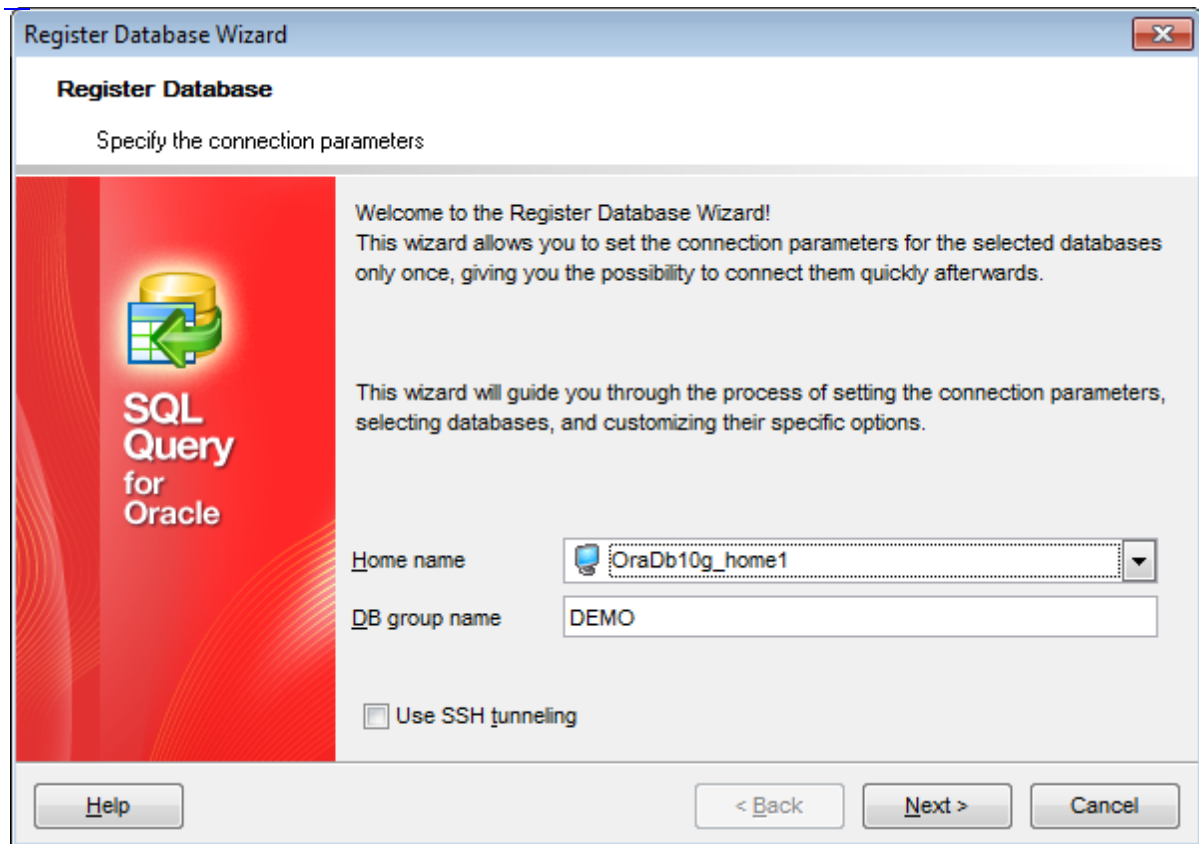 Register Database Wizard
Register Database
Specify the connection parameters
Welcome to the Register Database Wizard!
This wizard allows you to set the connection parameters for the selected databases
only once, giving you the possibility to connect them quickly afterwards.
This wizard will guide you through the process of setting the connection parameters,
selecting databases, and customizing their specific options.
SQL
Query
for
Oracle
Home name
OraDb10g_home1
DB group name
DEMO
Use SSH tunneling
Help
< Back
Next >
Cancel